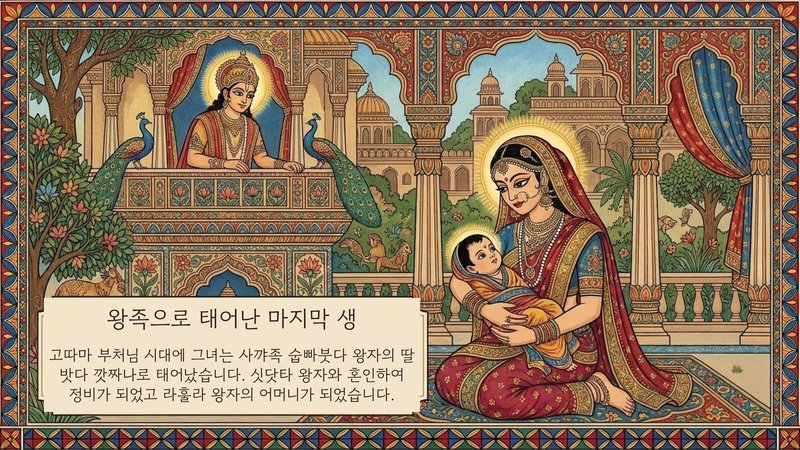 왕족으로 태어난 마지막 생
고따마 부처님 시대에 그녀는 사꺄족 숩빠붓다 왕자의 딸
밧다 깟짜나로 태어났습니다. 싯닷타 왕자와 혼인하여
정비가 되었고 라훌라 왕자의 어머니가 되었습니다.